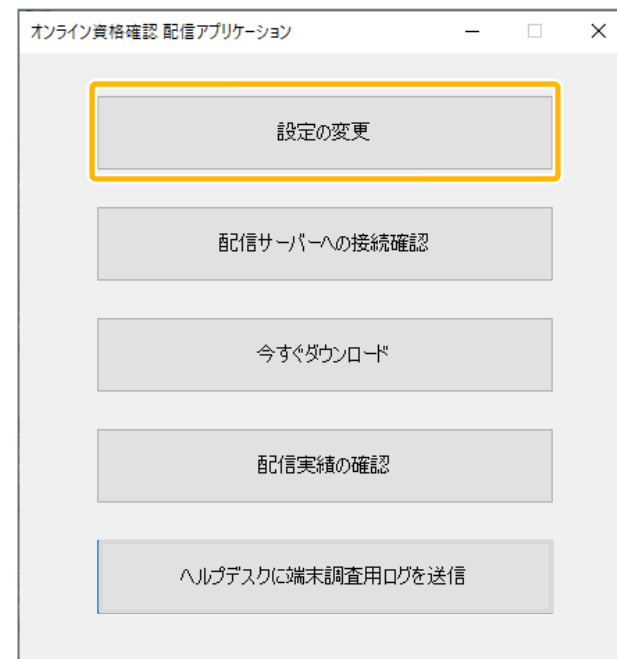 オンライン資格確認 配信アプリケーション
設定の変更
配信サーバーへの接続確認
今すぐダウンロード
配信実績の確認
ヘルプデスクに端末調査用ログを送信